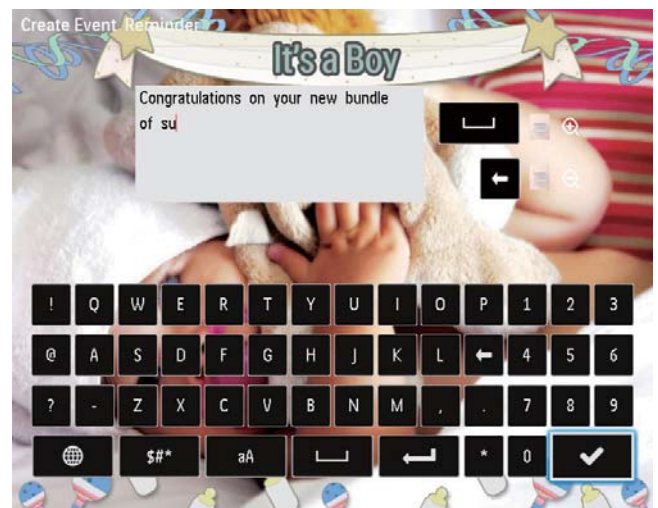 Create Event Reminder
It's a Boy
Congratulations on your new bundle
of su
! Q W E R T Y U I O P 1 2 3
@ A S D F G H J K L 4 5 6
? - Z X C V B N M , . 7 8 9
$#* aA * 0